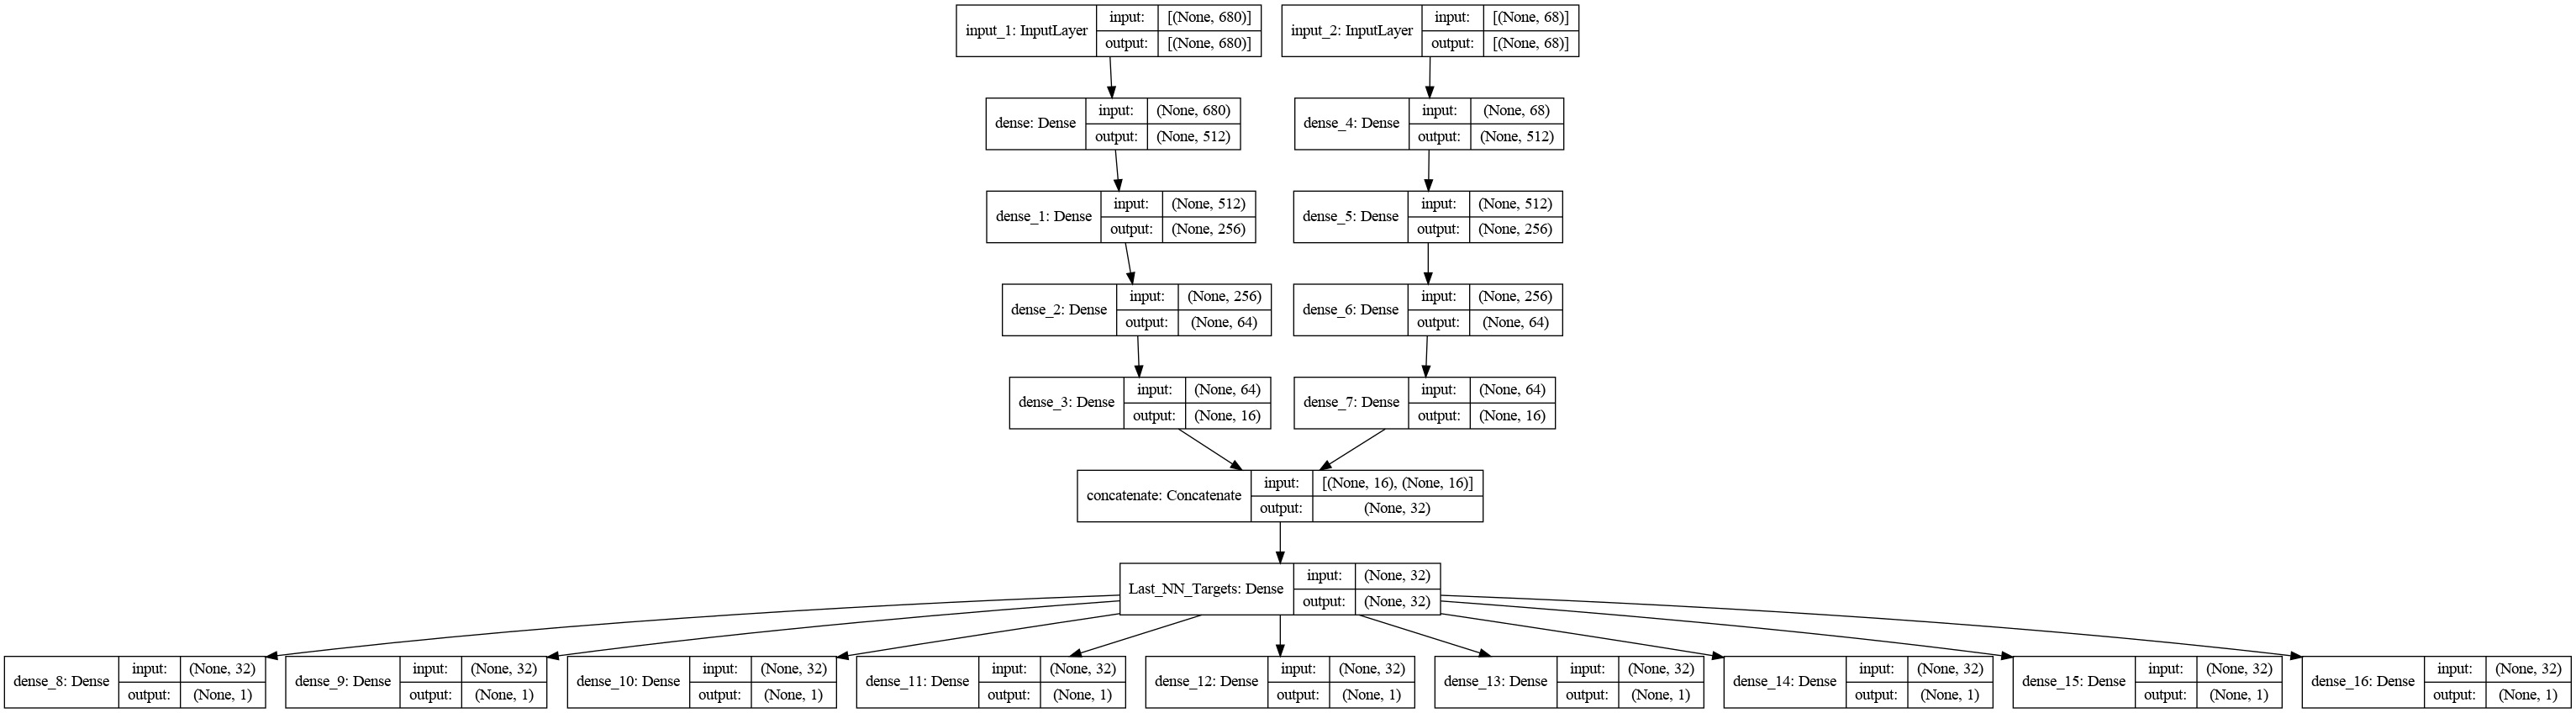 input_1: InputLayer input: [(None, 680)] output: [(None, 680)]
input_2: InputLayer input: [(None, 68)] output: [(None, 68)]
dense: Dense input: (None, 680) output: (None, 512)
dense_4: Dense input: (None, 68) output: (None, 512)
dense_1: Dense input: (None, 512) output: (None, 256)
dense_5: Dense input: (None, 512) output: (None, 256)
dense_2: Dense input: (None, 256) output: (None, 64)
dense_6: Dense input: (None, 256) output: (None, 64)
dense_3: Dense input: (None, 64) output: (None, 16)
dense_7: Dense input: (None, 64) output: (None, 16)
concatenate: Concatenate input: [(None, 16), (None, 16)] output: (None, 32)
Last_NN_Targets: Dense input: (None, 32) output: (None, 32)
dense_8: Dense input: (None, 32) output: (None, 1)
dense_9: Dense input: (None, 32) output: (None, 1)
dense_10: Dense input: (None, 32) output: (None, 1)
dense_11: Dense input: (None, 32) output: (None, 1)
dense_12: Dense input: (None, 32) output: (None, 1)
dense_13: Dense input: (None, 32) output: (None, 1)
dense_14: Dense input: (None, 32) output: (None, 1)
dense_15: Dense input: (None, 32) output: (None, 1)
dense_16: Dense input: (None, 32) output: (None, 1)